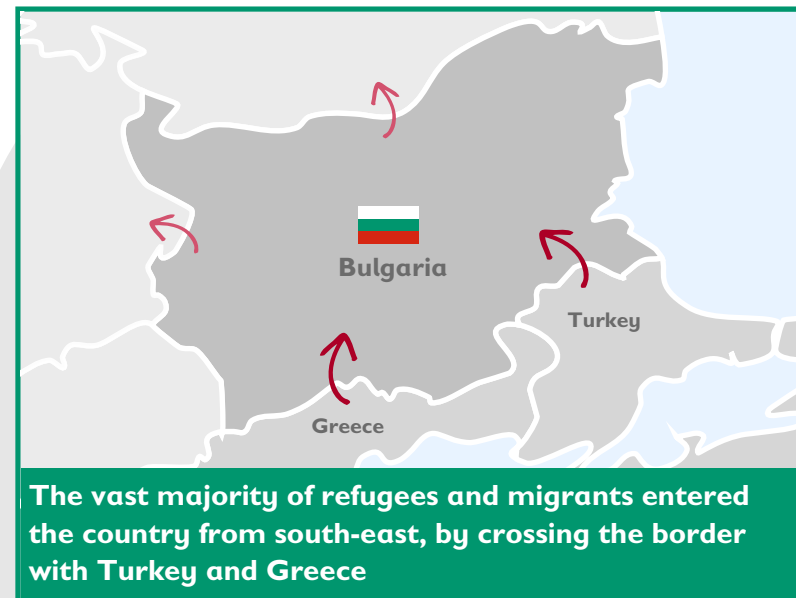 Bulgaria
Turkey
Greece
The vast majority of refugees and migrants entered
the country from south-east, by crossing the border
with Turkey and Greece